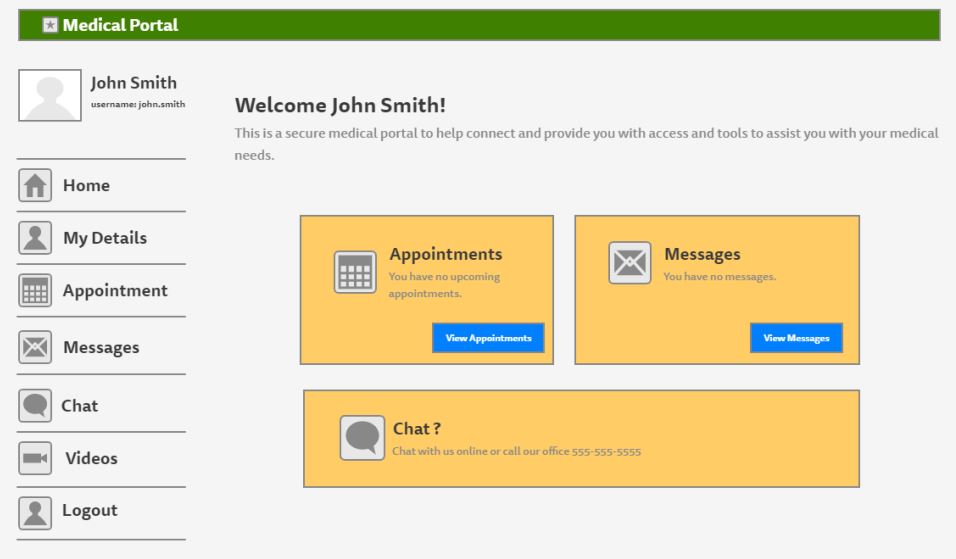 Medical Portal
John Smith
username: john.smith
Home
My Details
Appointment
Messages
Chat
Videos
Logout
Welcome John Smith!
This is a secure medical portal to help connect and provide you with access and tools to assist you with your medical
needs.
Appointments
You have no upcoming
appointments.
View Appointments
Messages
You have no messages.
View Messages
Chat ?
Chat with us online or call our office 555-555-5555